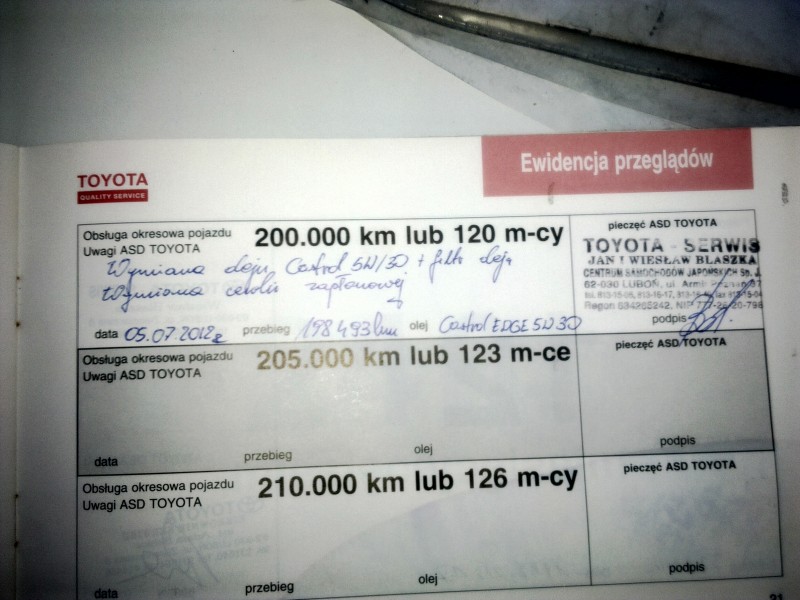 Ewidencja przeglądów
TOYOTA
QUALITY SERVICE
Obsługa okresowa pojazdu 200.000 km lub 120 m-cy
Uwagi ASD TOYOTA
Wymiana oleju Castrol 5W/30 + filtr oleju
Wymiana zapłonowej
data 05.07.2012r przebieg 198493km olej Castrol EDGE 5W30
pieczęć ASD TOYOTA
TOYOTA - SERWIS
JAN I WIESŁAW BLASZKA
CENTRUM SAMOCHODÓW JAPOŃSKICH Sp. J.
62-030 LUBOŃ, ul. Armii
podpis
Obsługa okresowa pojazdu 205.000 km lub 123 m-ce
Uwagi ASD TOYOTA
data przebieg olej
pieczęć ASD TOYOTA
podpis
Obsługa okresowa pojazdu 210.000 km lub 126 m-cy
Uwagi ASD TOYOTA
data przebieg olej
pieczęć ASD TOYOTA
podpis